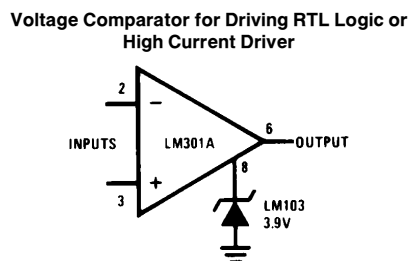 Voltage Comparator for Driving RTL Logic or
High Current Driver
2
−
INPUTS
LM301A
6
OUTPUT
8
+
3
LM103
3.9V